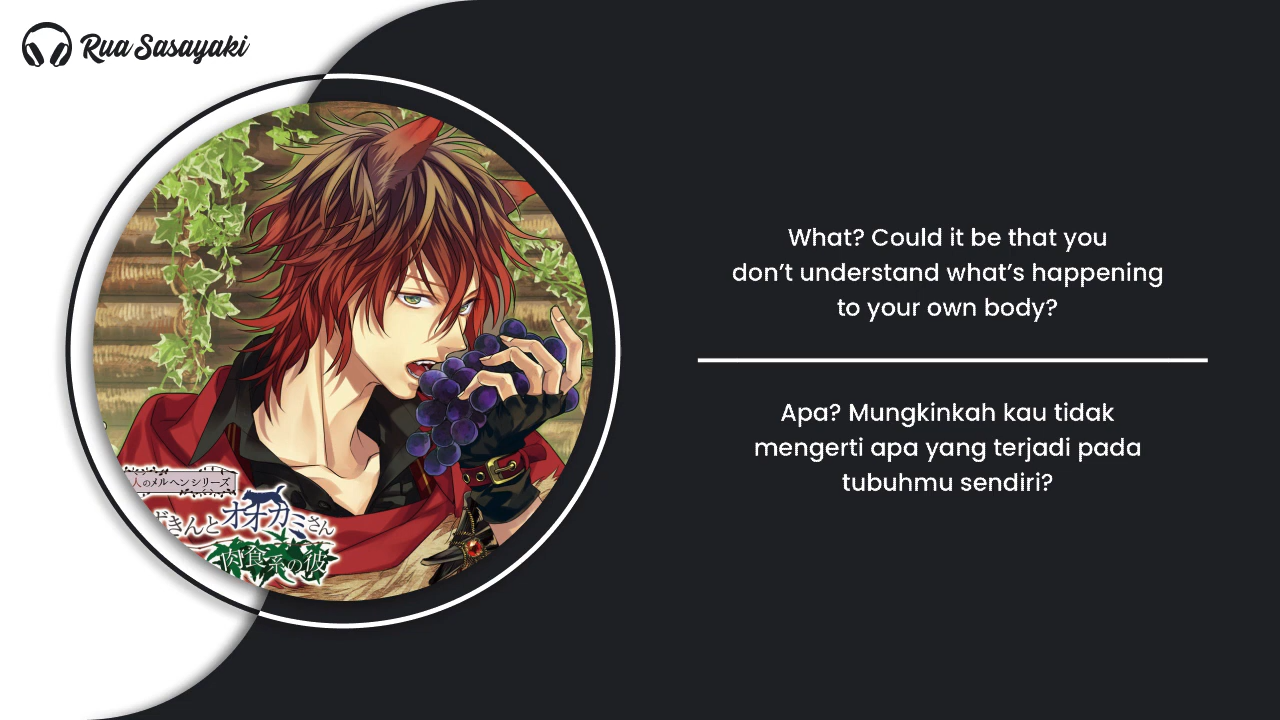 Rua Sasayaki
What? Could it be that you
don’t understand what’s happening
to your own body?
Apa? Mungkinkah kau tidak
mengerti apa yang terjadi pada
tubuhmu sendiri?
人のメルヘンシリーズ
ずきんとオオカミさん
肉食系の彼